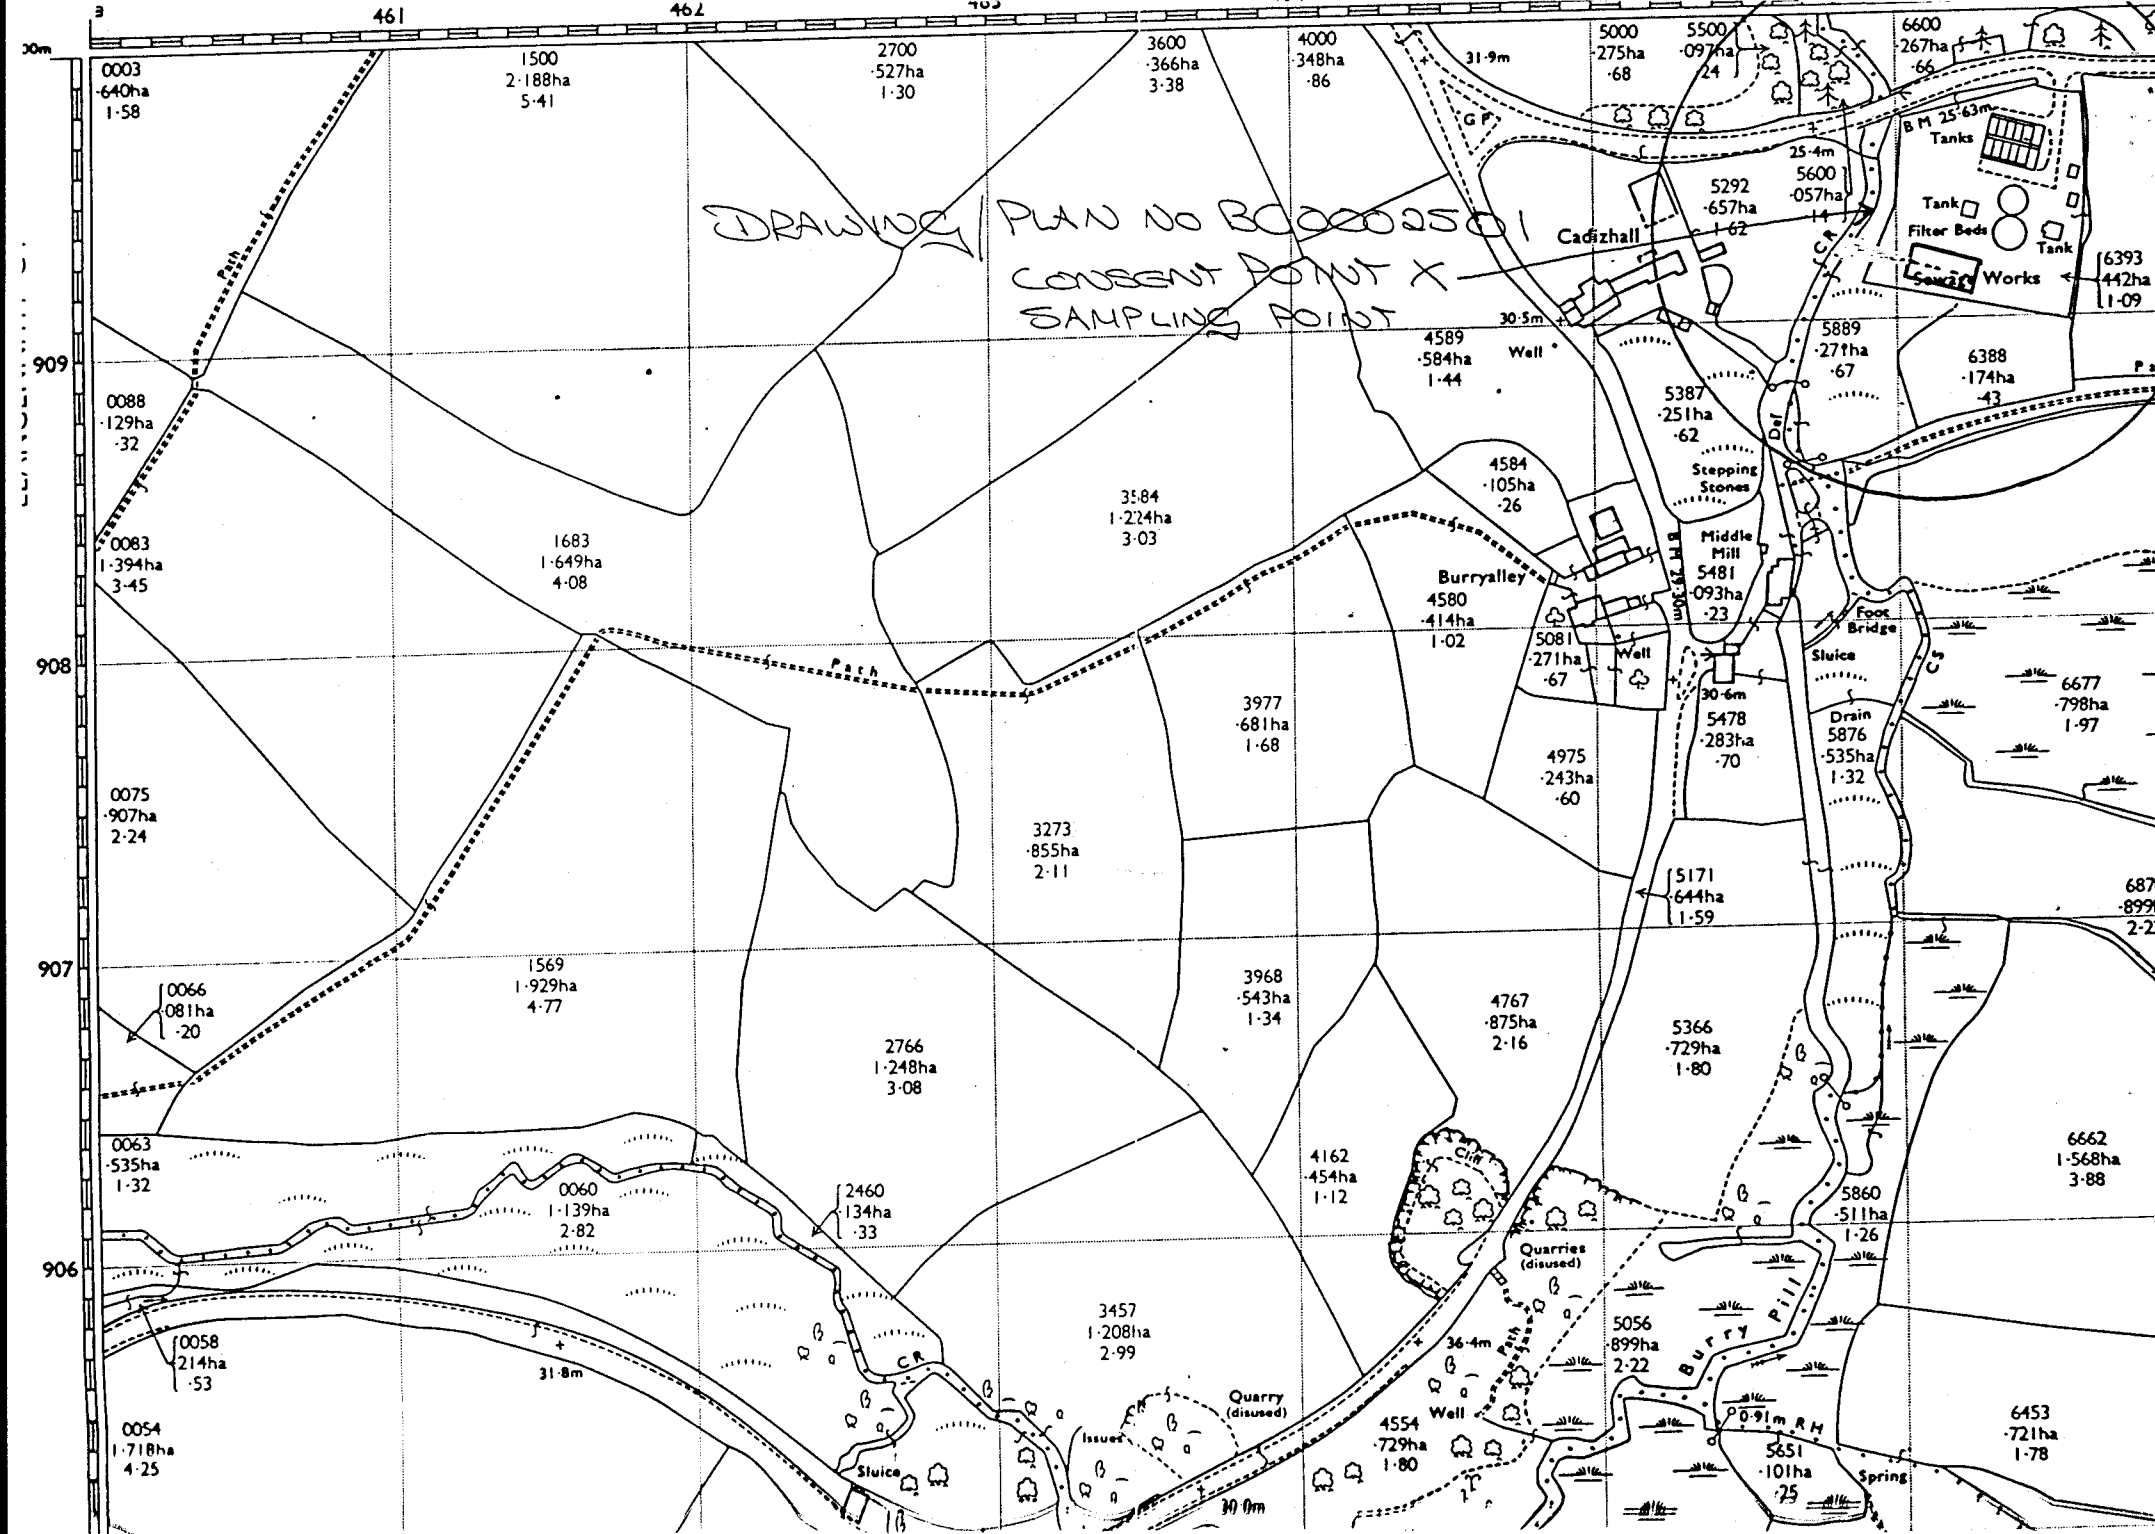 461
462
463
909
908
907
906
0003
·640ha
1·58
1500
2·188ha
5·41
2700
·527ha
1·30
3600
·366ha
3·38
4000
·348ha
·86
31·9m
5000
·275ha
·68
5500
·097ha
·24
6600
·267ha
·66
G P
B M 25·63m
Tanks
25·4m
5600
·057ha
·14
5292
·657ha
1·62
Tank
Filter Beds
Tank
Sewage Works
6393
·442ha
1·09
DRAWING/ PLAN NO BC0002501
CONSENT POINT X
SAMPLING POINT
Cadizhall
CR
Path
30·5m
Well
4589
·584ha
1·44
5889
·271ha
·67
6388
·174ha
·43
0088
·129ha
·32
5387
·251ha
·62
Def
Stepping
Stones
4584
·105ha
·26
3584
1·224ha
3·03
0083
1·394ha
3·45
1683
1·649ha
4·08
Middle
Mill
5481
·093ha
·23
B M 29·30m
Burryalley
4580
·414ha
1·02
5081
·271ha
·67
Well
Foot
Bridge
Sluice
CS
Path
30·6m
5478
·283ha
·70
Drain
5876
·535ha
1·32
6677
·798ha
1·97
3977
·681ha
1·68
4975
·243ha
·60
0075
·907ha
2·24
3273
·855ha
2·11
5171
·644ha
1·59
0066
·081ha
·20
1569
1·929ha
4·77
3968
·543ha
1·34
4767
·875ha
2·16
5366
·729ha
1·80
2766
1·248ha
3·08
0063
·535ha
1·32
0060
1·139ha
2·82
2460
·134ha
·33
4162
·454ha
1·12
Cliff
6662
1·568ha
3·88
5860
·511ha
1·26
Quarries
(disused)
0058
·214ha
·53
31·8m
CR
3457
1·208ha
2·99
36·4m
Path
5056
·899ha
2·22
Burry Pill
0054
1·718ha
4·25
Quarry
(disused)
Issues
Well
4554
·729ha
1·80
0·91m RH
5651
·101ha
·25
Spring
6453
·721ha
1·78
Sluice
30·0m